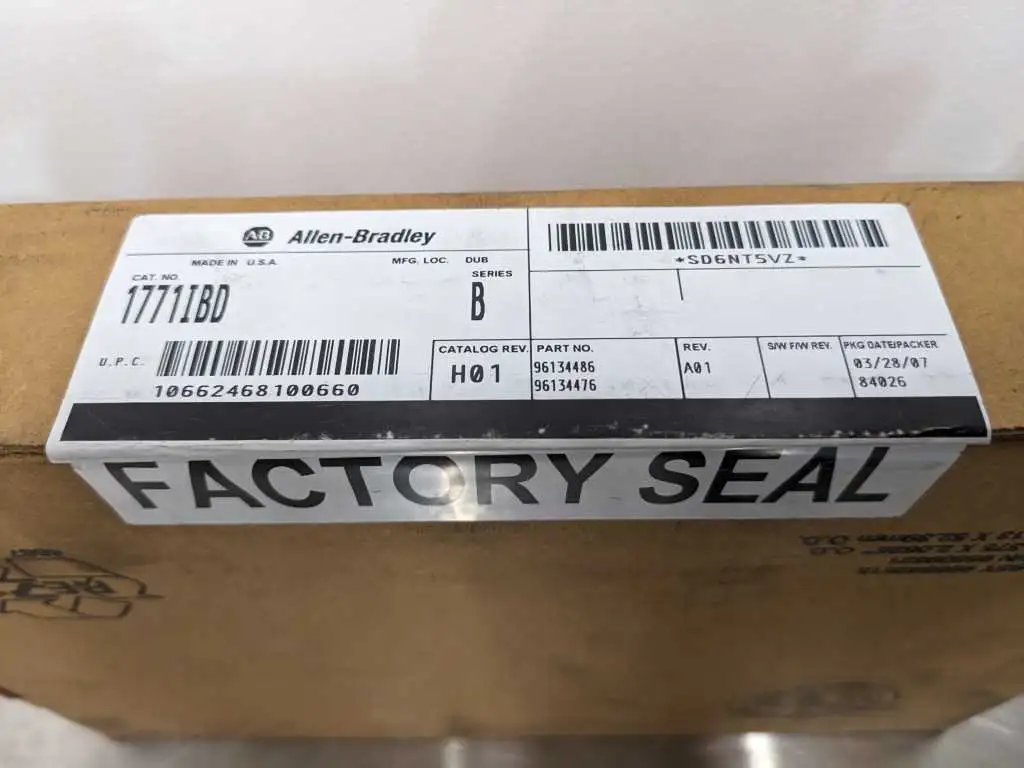 AB Allen-Bradley
MADE IN U.S.A. MFG. LOC. DUB
CAT. NO. SERIES
1771IBD B
U.P.C.
10662468100660
CATALOG REV.
H01
*SD6NT5VZ*
PART NO. REV. S/W F/W REV. PKG DATE/PACKER
96134486 A01 03/28/07
96134476 84026
FACTORY SEAL